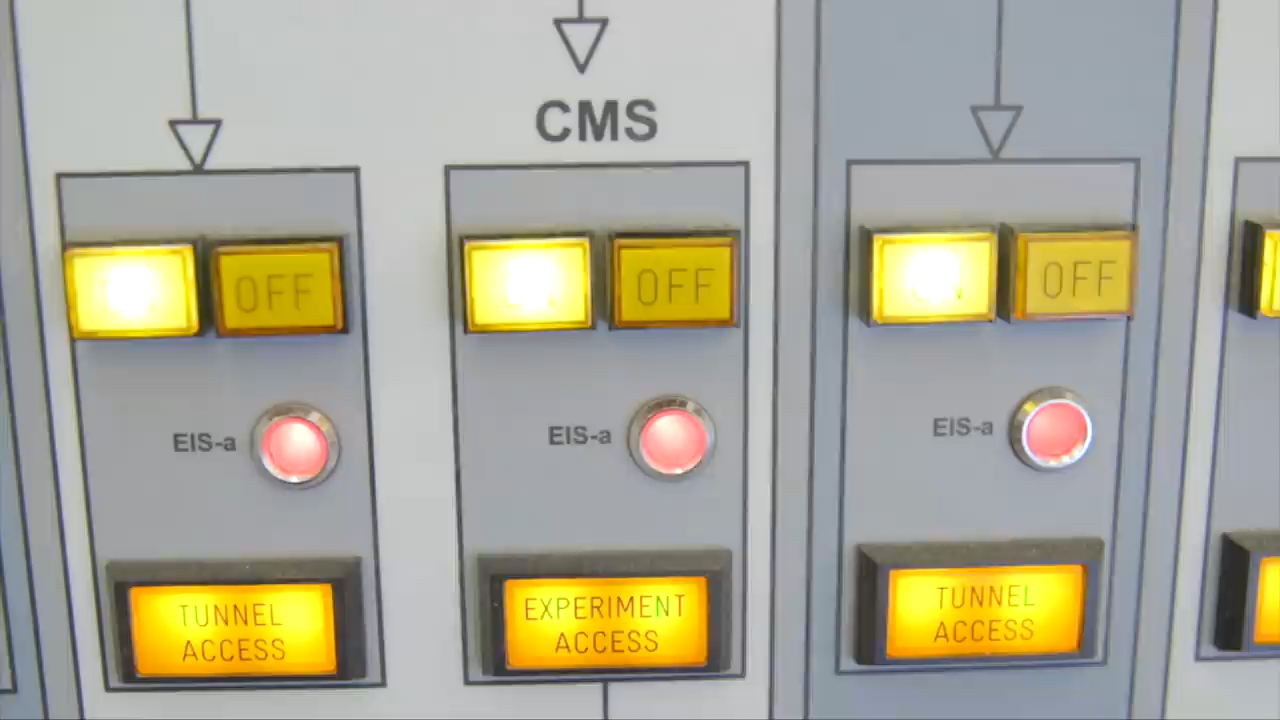 CMS
OFF
OFF
OFF
EIS-a
EIS-a
EIS-a
TUNNEL
ACCESS
EXPERIMENT
ACCESS
TUNNEL
ACCESS